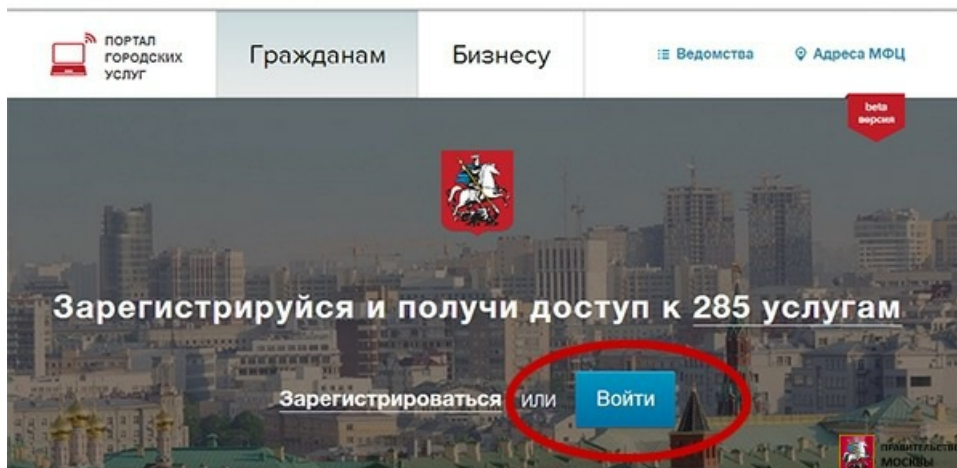 ПОРТАЛ
ГОРОДСКИХ
УСЛУГ
Гражданам
Бизнесу
Ведомства
Адреса МФЦ
beta
версия
Зарегистрируйся и получи доступ к 285 услугам
Зарегистрироваться или Войти
ПРАВИТЕЛЬСТВ
МОСКВЫ